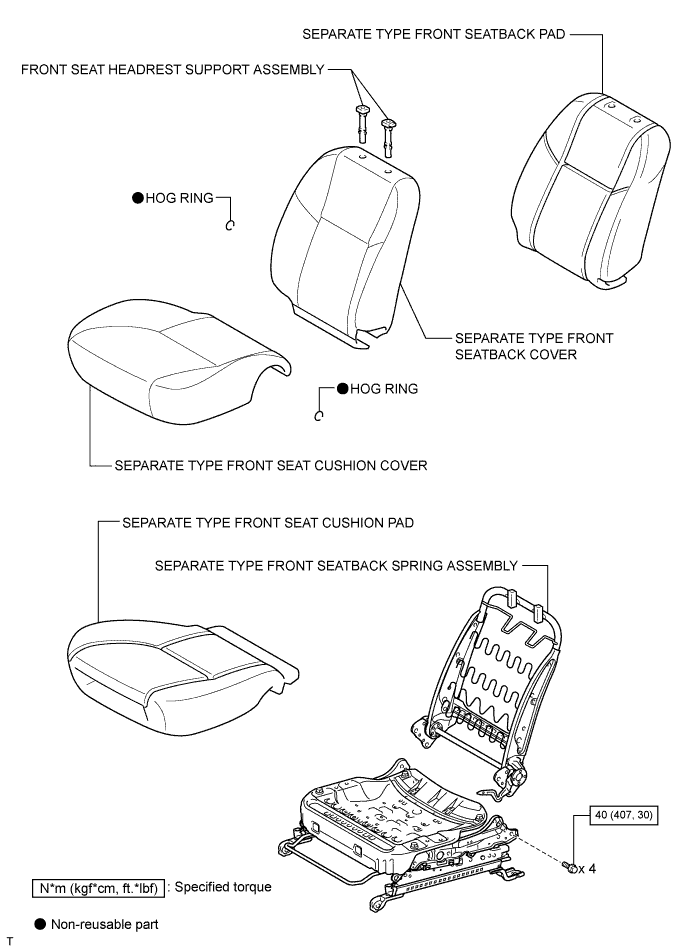 SEPARATE TYPE FRONT SEATBACK PAD
FRONT SEAT HEADREST SUPPORT ASSEMBLY
●HOG RING
SEPARATE TYPE FRONT
SEATBACK COVER
●HOG RING
SEPARATE TYPE FRONT SEAT CUSHION COVER
SEPARATE TYPE FRONT SEAT CUSHION PAD
SEPARATE TYPE FRONT SEATBACK SPRING ASSEMBLY
40 (407, 30)
x 4
N*m (kgf*cm, ft.*lbf) : Specified torque
● Non-reusable part
T